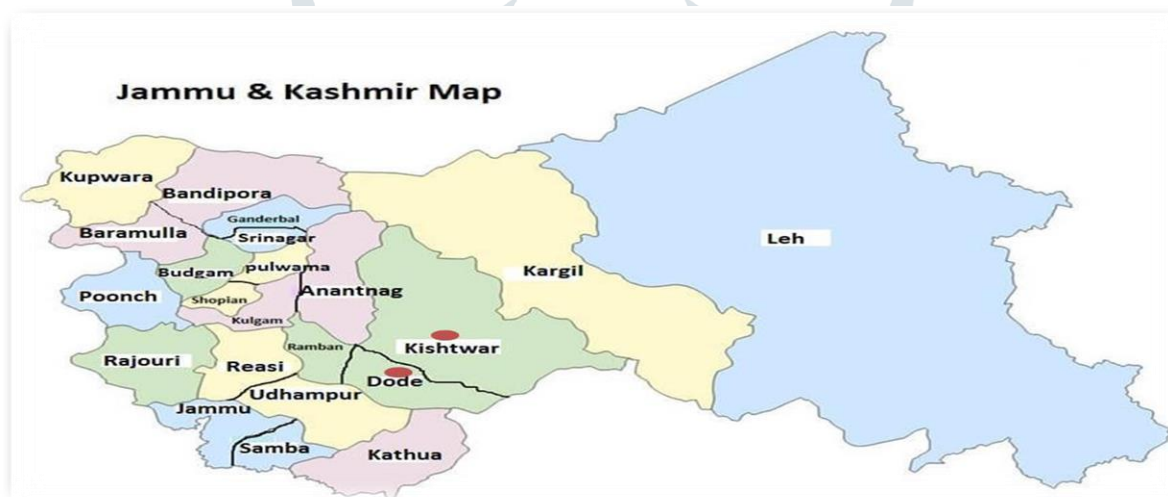 Jammu & Kashmir Map
Kupwara
Bandipora
Ganderbal
Baramulla
Srinagar
Leh
Budgam
pulwama
Kargil
Poonch
Shopian
Anantnag
Kulgam
Rajouri
Reasi
Ramban
Kishtwar
Dode
Udhampur
Jammu
Samba
Kathua